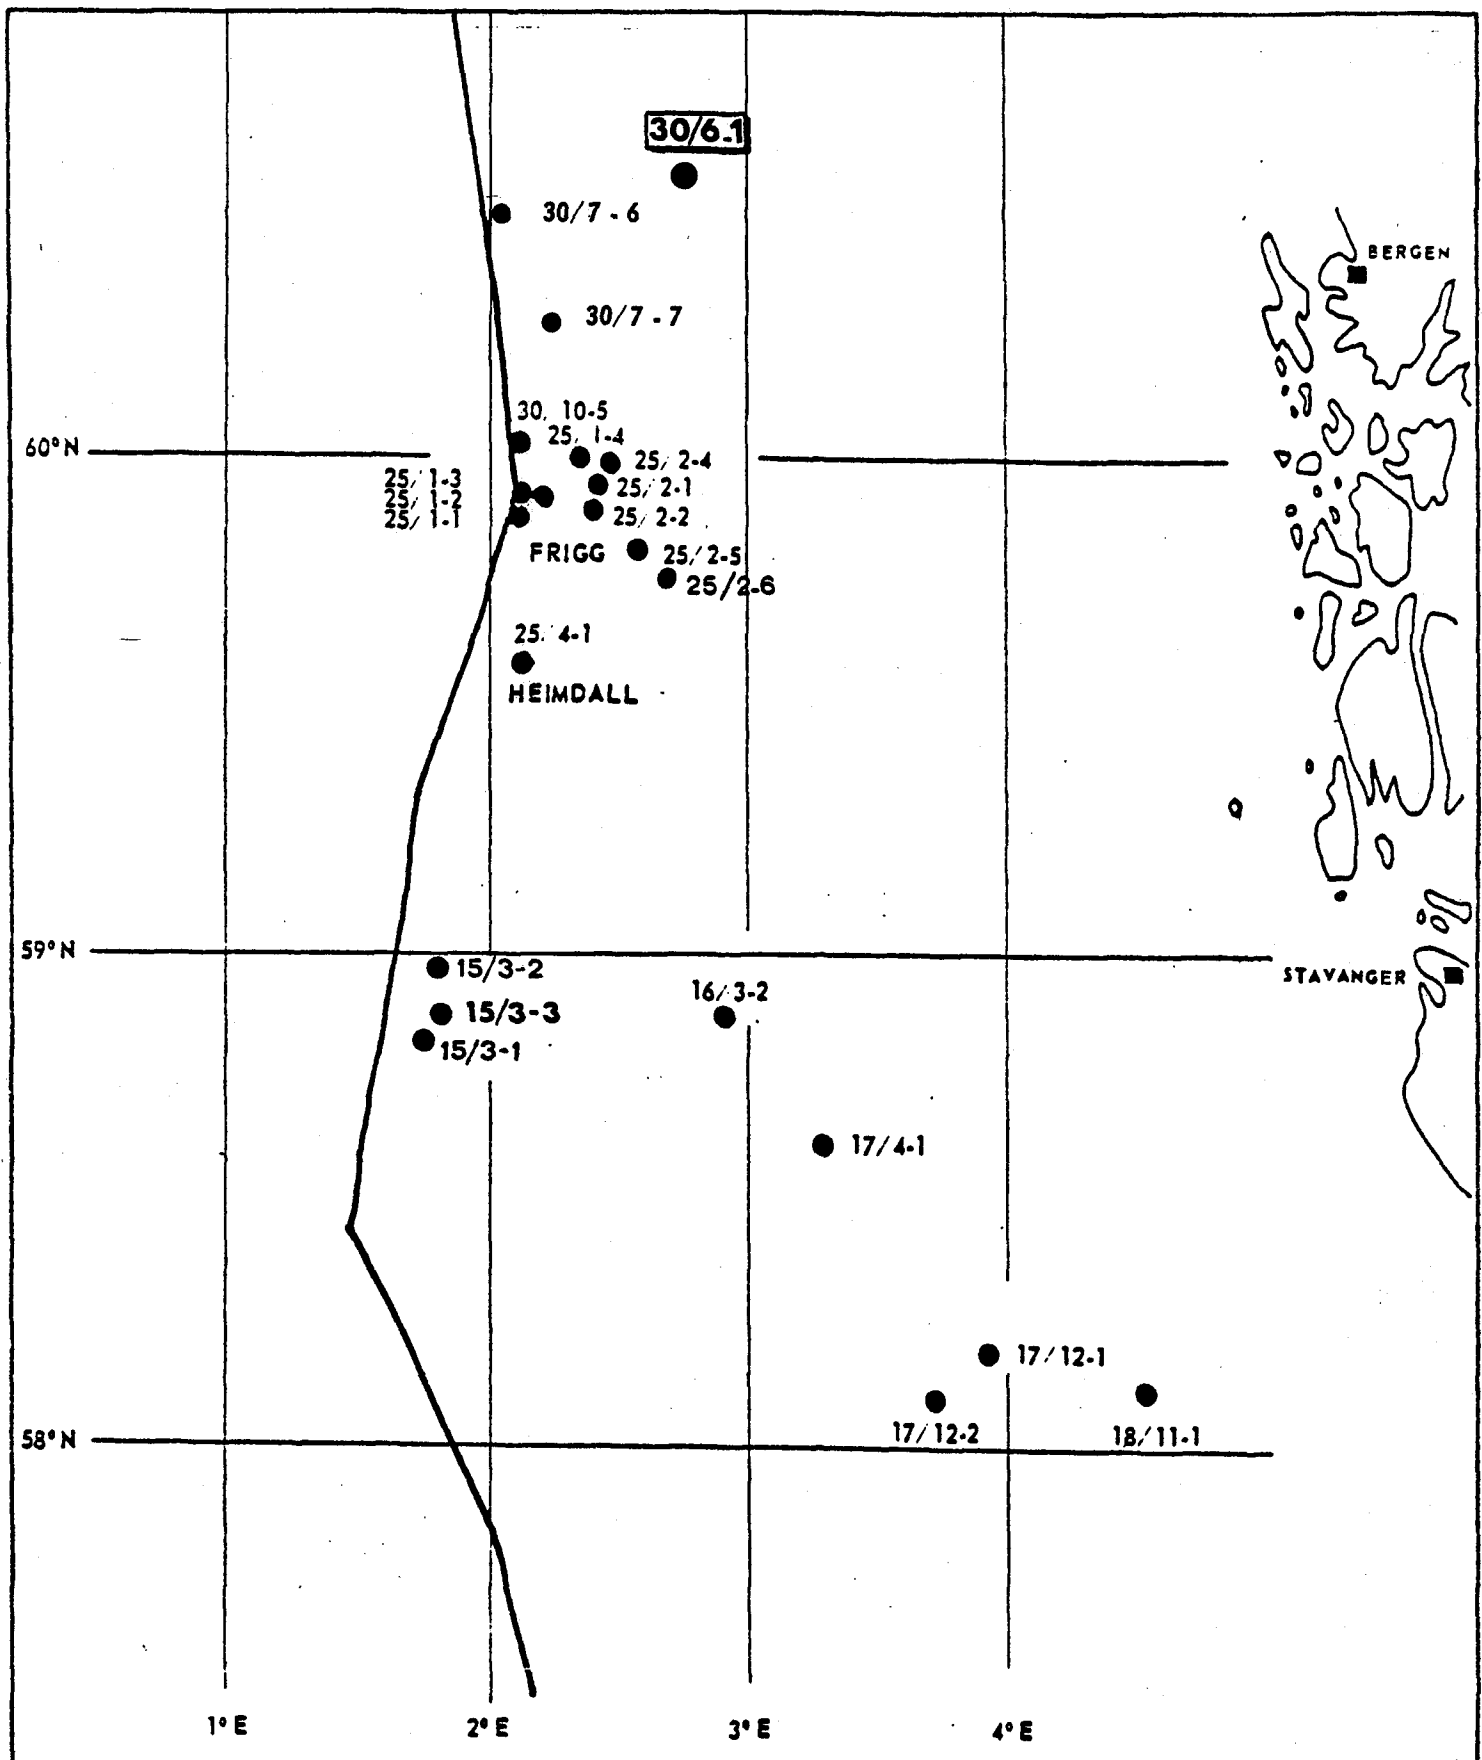 30/6-1
30/7 - 6
BERGEN
30/7 - 7
30/ 10-5
25/ 1-4
60° N
25/ 2-4
25/ 1-3
25/ 2-1
25/ 1-2
25/ 1-1
25/ 2-2
FRIGG
25/ 2-5
25/2-6
25/ 4-1
HEIMDALL
59° N
15/3-2
STAVANGER
16/3-2
15/3-3
15/3-1
17/4-1
17/12-1
17/12-2
18/11-1
58° N
1° E
2° E
3° E
4° E